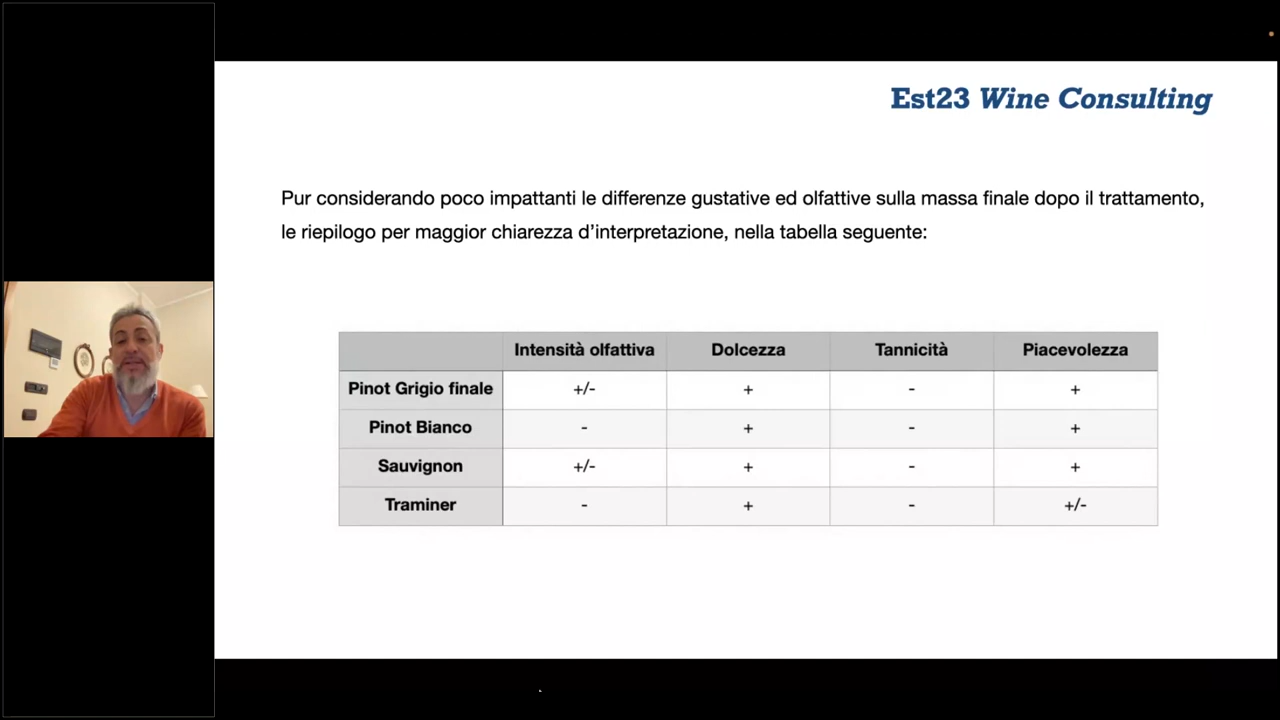 Est23 Wine Consulting
Pur considerando poco impattanti le differenze gustative ed olfattive sulla massa finale dopo il trattamento,
le riepilogo per maggior chiarezza d’interpretazione, nella tabella seguente:
Intensità olfattiva Dolcezza Tannicità Piacevolezza
Pinot Grigio finale +/- + - +
Pinot Bianco - + - +
Sauvignon +/- + - +
Traminer - + - +/-